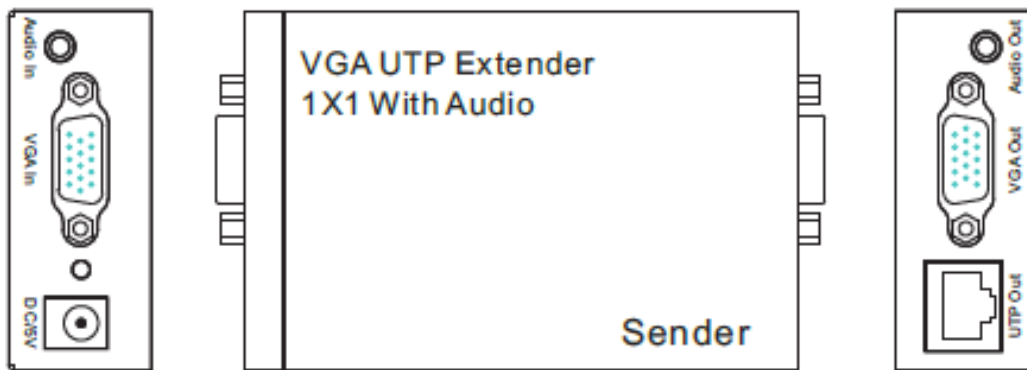 Audio In
VGA In
DC/5V
VGA UTP Extender
1X1 With Audio
Sender
Audio Out
VGA Out
UTP Out